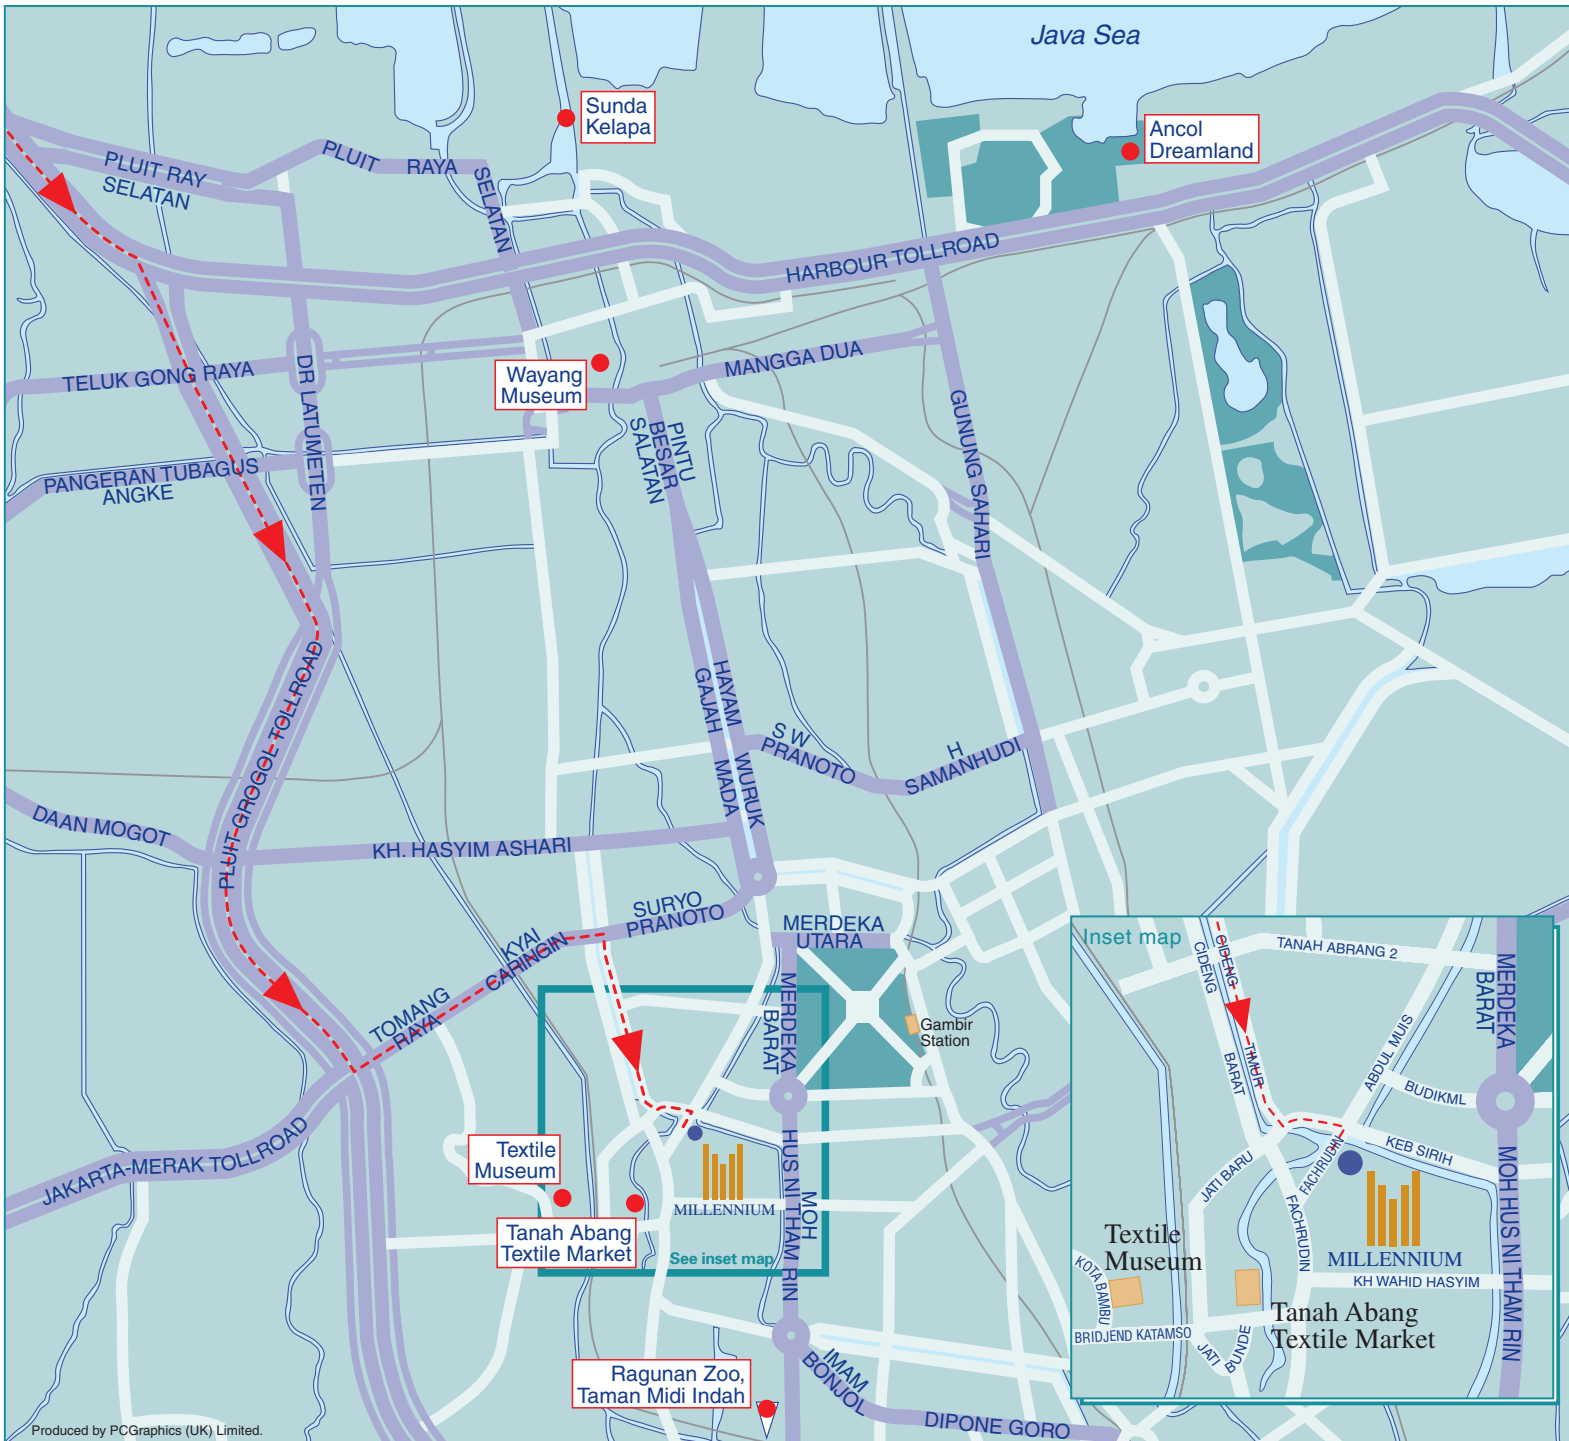 Java Sea
Sunda
Kelapa
Ancol
Dreamland
PLUIT RAY
SELATAN
PLUIT RAYA
SELATAN
HARBOUR TOLLROAD
TELUK GONG RAYA
DR LATUMETEN
Wayang
Museum
MANGGA DUA
PINTU
BESAR
SALATAN
GUNUNG SAHARI
PANGERAN TUBAGUS
ANGKE
PLUIT GROGOL TOLLROAD
HAYAM WURUK
GAJAH MADA
S W
PRANOTO
H
SAMANHUDI
DAAN MOGOT
KH. HASYIM ASHARI
SURYO
PRANOTO
KYAI
CARINGIN
TOMANG
RAYA
MERDEKA
UTARA
MERDEKA
BARAT
Gambir
Station
JAKARTA-MERAK TOLLROAD
Textile
Museum
Tanah Abang
Textile Market
MILLENNIUM
See inset map
MOH
HUS NI THAM RIN
Ragunan Zoo,
Taman Midi Indah
IMAM
BONJOL
DIPONE GORO
Produced by PCGraphics (UK) Limited.
Inset map
CIDENG TIMUR
CIDENG BARAT
TANAH ABRANG 2
MERDEKA
BARAT
ABDUL MUIS
BUDIKML
KEB SIRIH
JATI BARU
FACHRUDIN
FACHRUDIN
MOH HUS NI THAM RIN
Textile
Museum
MILLENNIUM
KH WAHID HASYIM
KOTA BAMBU
Tanah Abang
Textile Market
BRIDJEND KATAMSO
JATI BUNDE